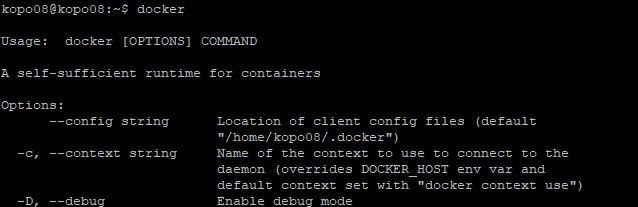 kopo08@kopo08:~$ docker
Usage:  docker [OPTIONS] COMMAND
A self-sufficient runtime for containers
Options:
      --config string      Location of client config files (default
                           "/home/kopo08/.docker")
  -c, --context string     Name of the context to use to connect to the
                           daemon (overrides DOCKER_HOST env var and
                           default context set with "docker context use")
  -D, --debug              Enable debug mode